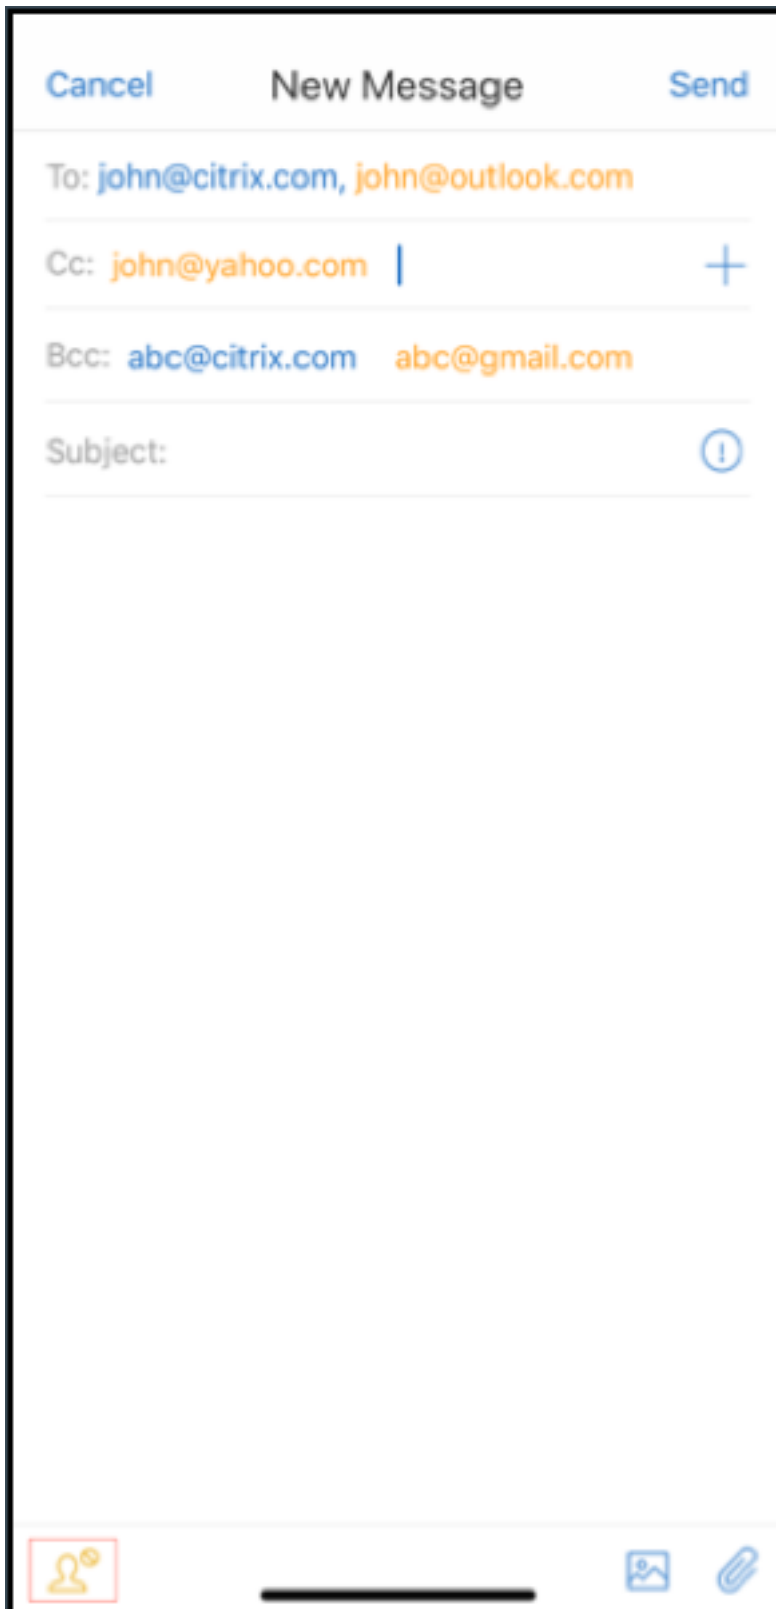 Cancel New Message Send
To: john@citrix.com, john@outlook.com
Cc: john@yahoo.com
Bcc: abc@citrix.com abc@gmail.com
Subject: